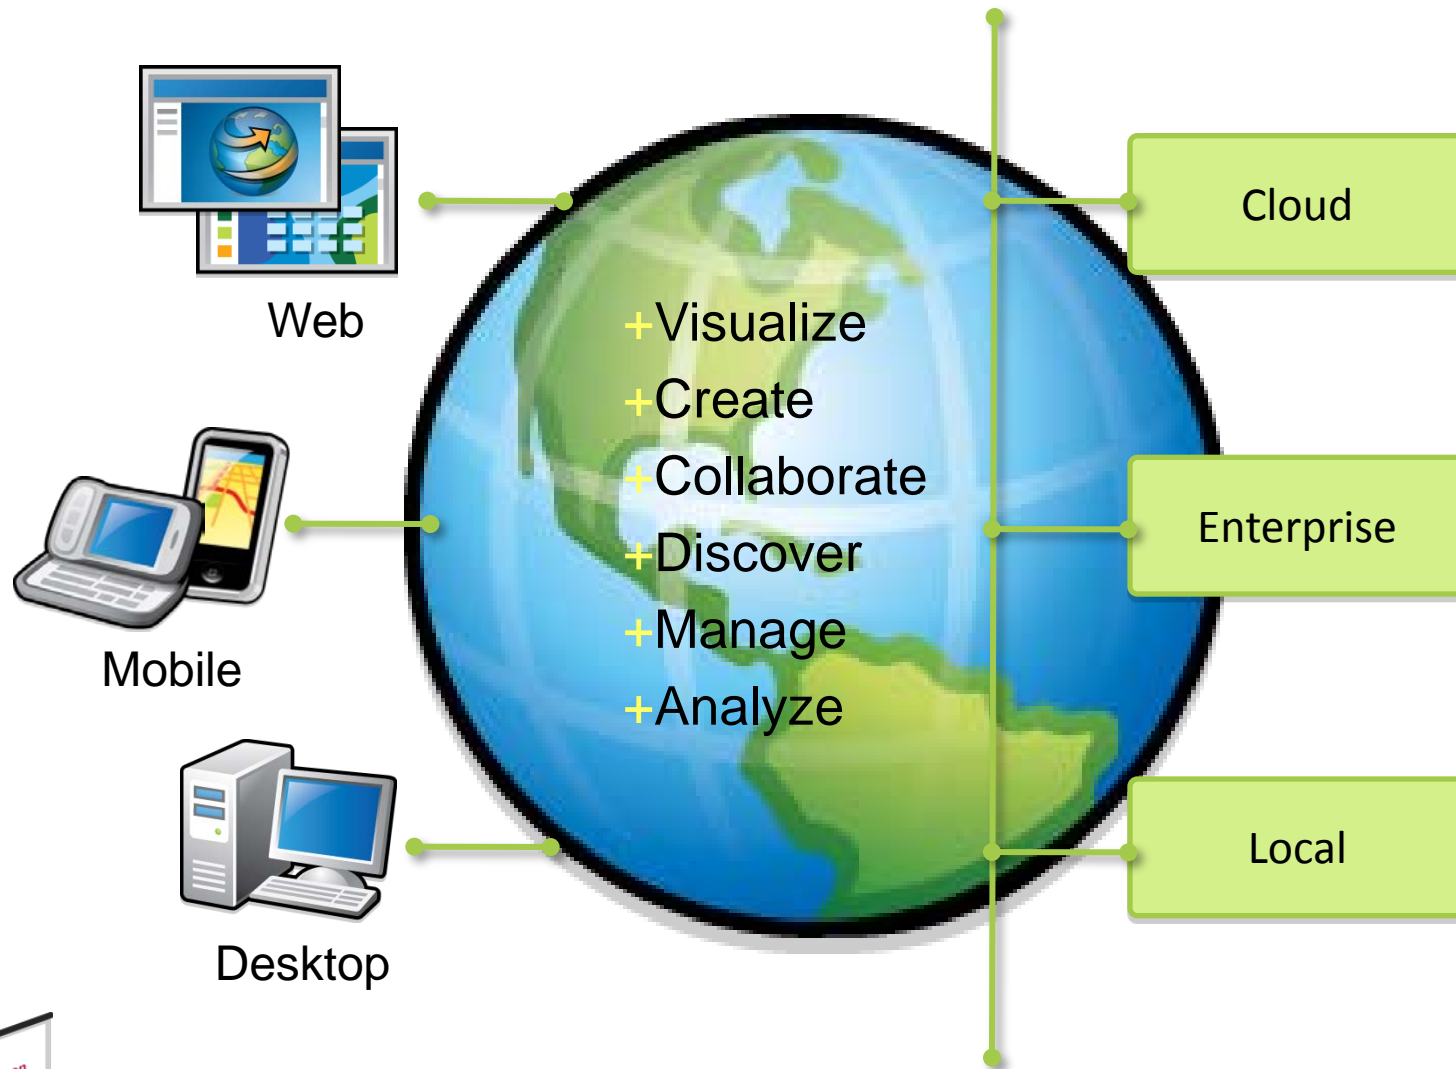 Web
Mobile
Desktop
+Visualize
+Create
+Collaborate
+Discover
+Manage
+Analyze
Cloud
Enterprise
Local